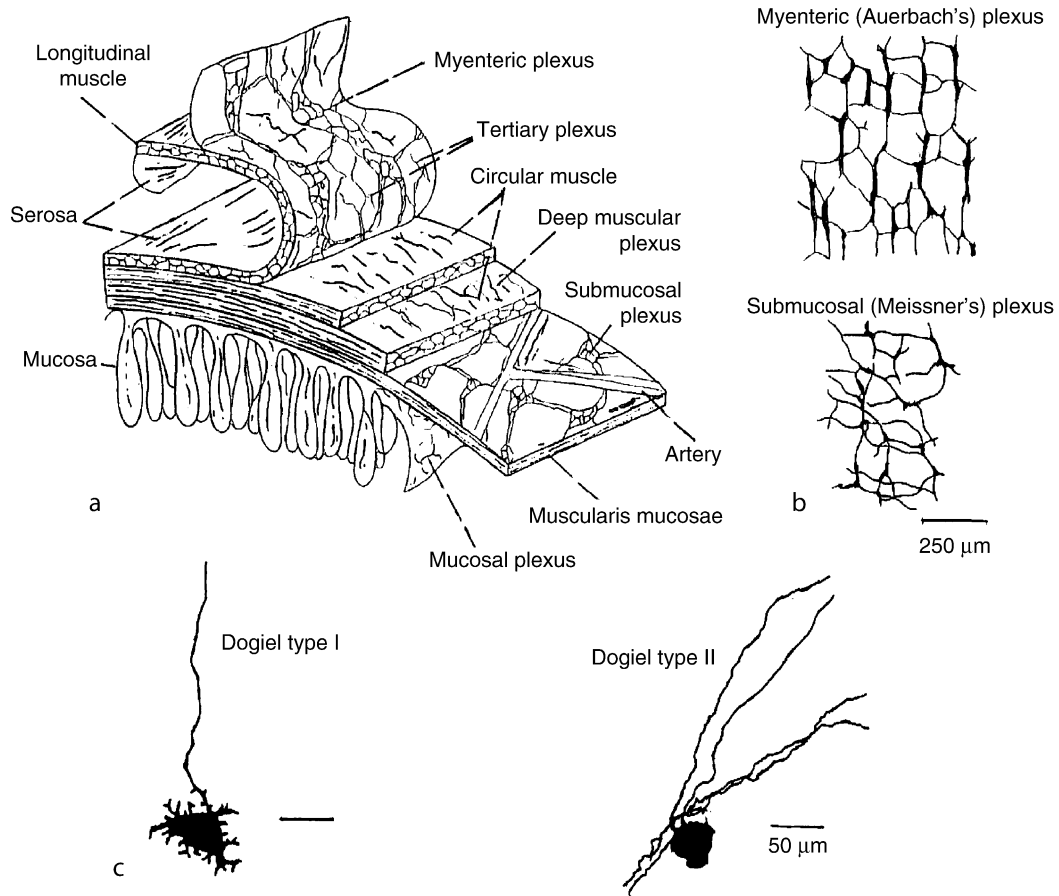 Longitudinal
muscle
Myenteric plexus
Tertiary plexus
Circular muscle
Serosa
Deep muscular
plexus
Submucosal
plexus
Mucosa
Artery
Muscularis mucosae
Mucosal plexus
a
Myenteric (Auerbach's) plexus
Submucosal (Meissner's) plexus
b
250 μm
Dogiel type I
Dogiel type II
50 μm
c